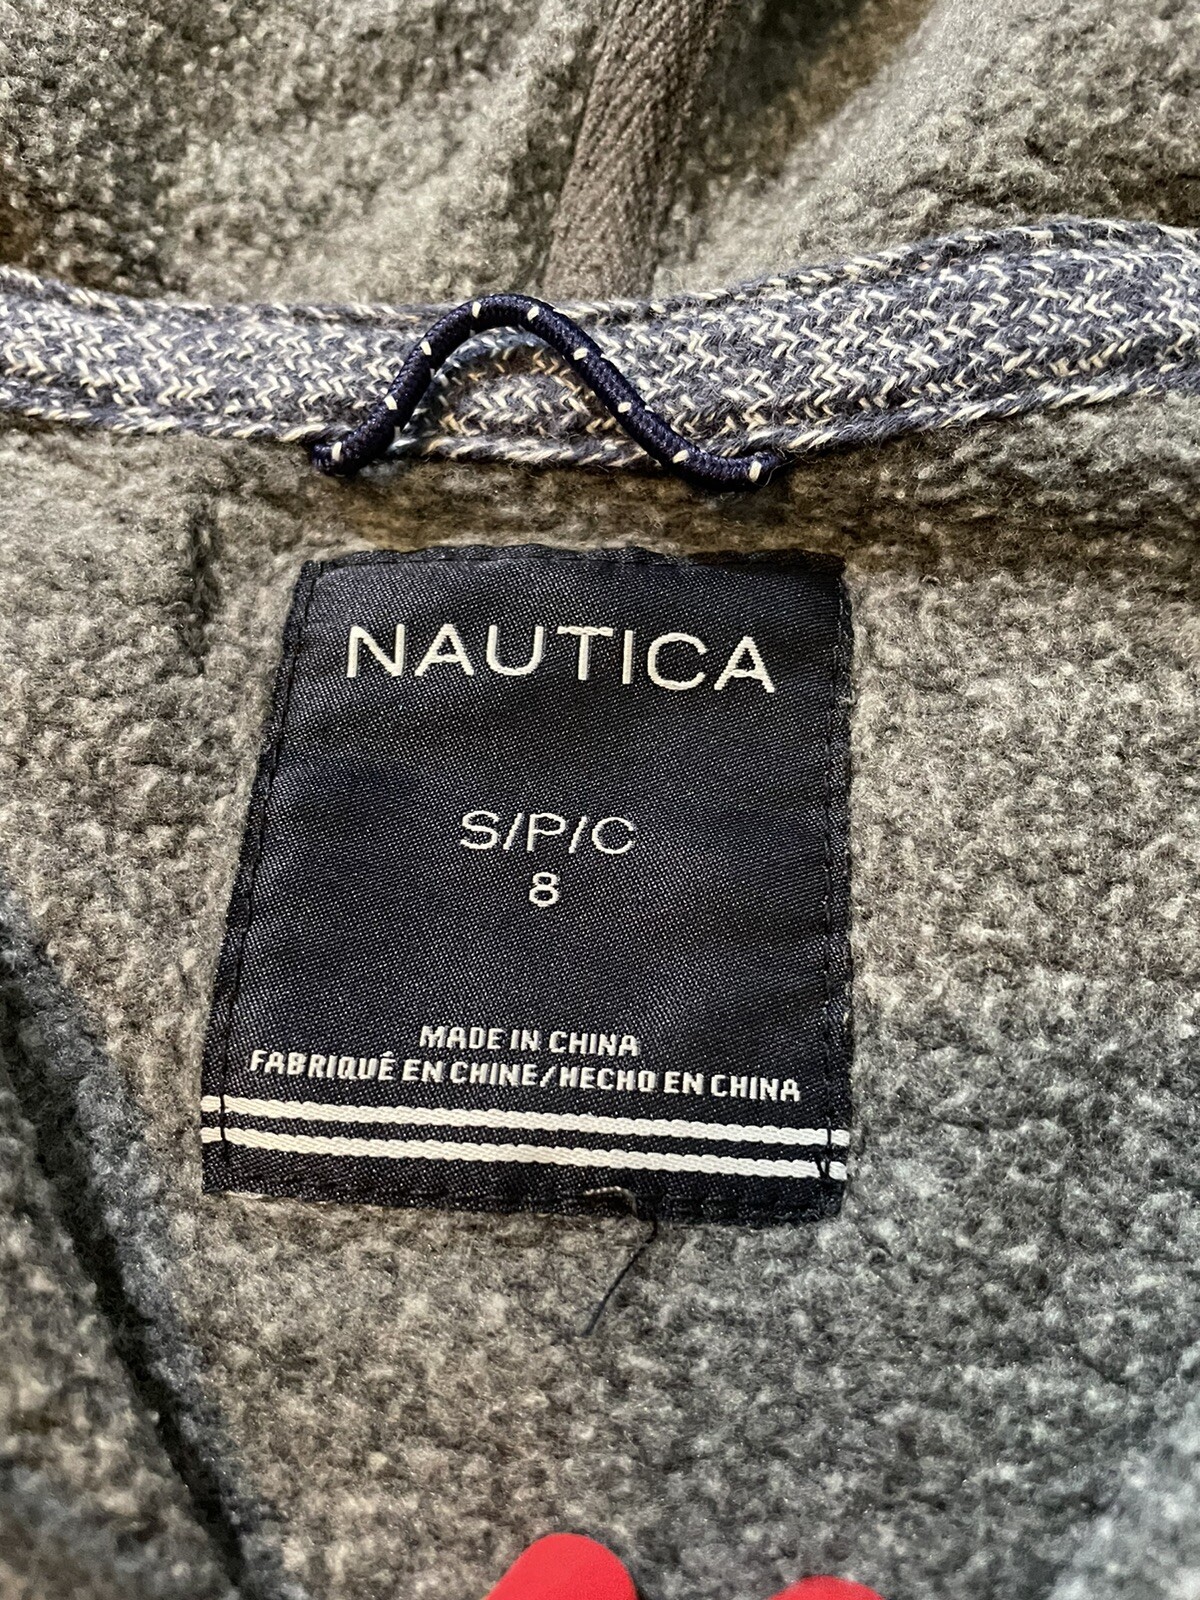 NAUTICA
S/P/C
8
MADE IN CHINA
FABRIQUÉ EN CHINE/HECHO EN CHINA